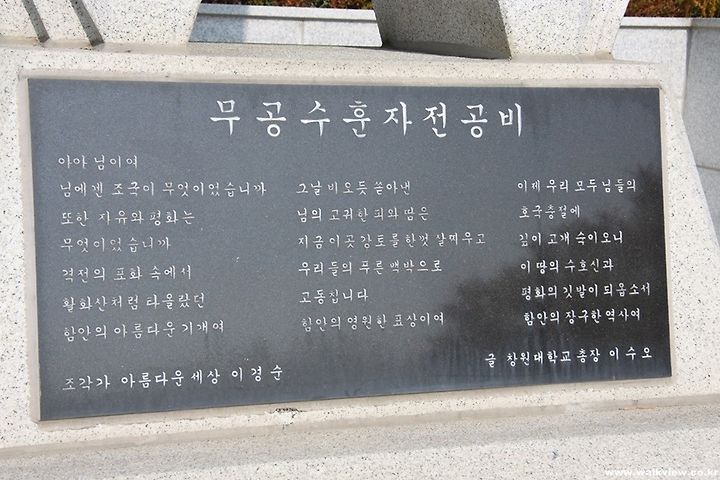 무공수훈자전공비
아아 님이여
님에겐 조국이 무엇이었습니까
또한 자유와 평화는
무엇이었습니까
격전의 포화 속에서
활화산처럼 타올랐던
함안의 아름다운 기개여
그날 비오듯 쏟아낸
님의 고귀한 피와 땀은
지금 이곳 강토를 한껏 살찌우고
우리들의 푸른 맥박으로
고동칩니다
함안의 영원한 표상이여
이제 우리 모두 님들의
호국충절에
깊이 고개 숙이오니
이 땅의 수호신과
평화의 깃발이 되옵소서
함안의 장구한 역사여
글 창원대학교총장 이수오
조각가 아름다운세상 이경순
www.walkview.co.kr